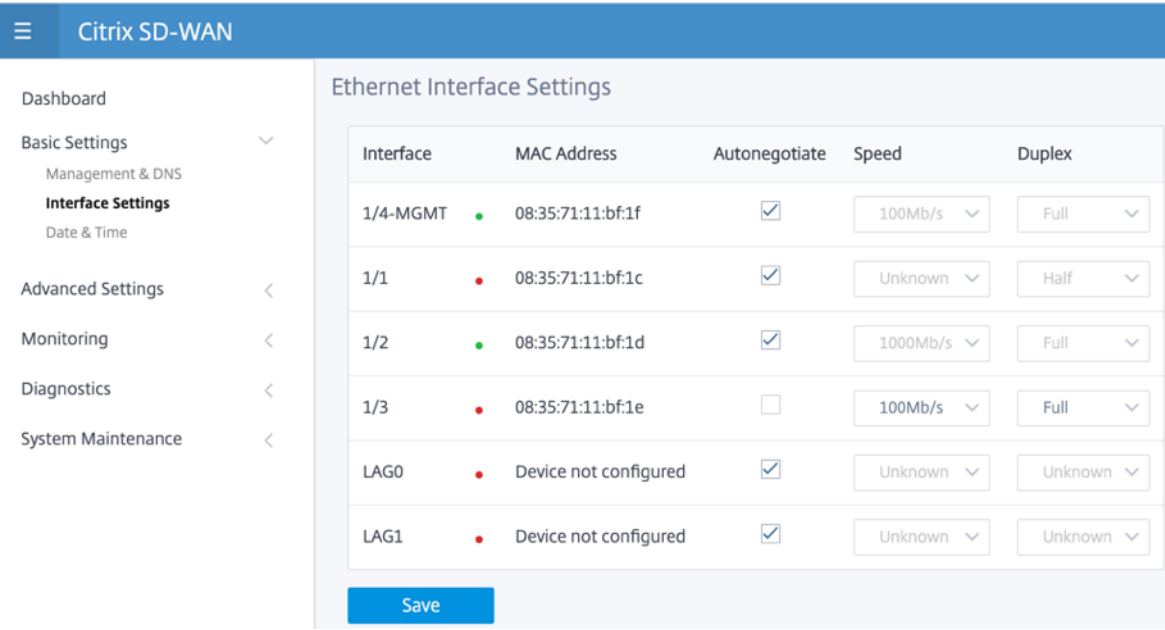 Citrix SD-WAN
Dashboard
Basic Settings
Management & DNS
Interface Settings
Date & Time
Advanced Settings
Monitoring
Diagnostics
System Maintenance
Ethernet Interface Settings
Interface MAC Address Autonegotiate Speed Duplex
1/4-MGMT 08:35:71:11:bf:1f 100Mb/s Full
1/1 08:35:71:11:bf:1c Unknown Half
1/2 08:35:71:11:bf:1d 1000Mb/s Full
1/3 08:35:71:11:bf:1e 100Mb/s Full
LAG0 Device not configured Unknown Unknown
LAG1 Device not configured Unknown Unknown
Save